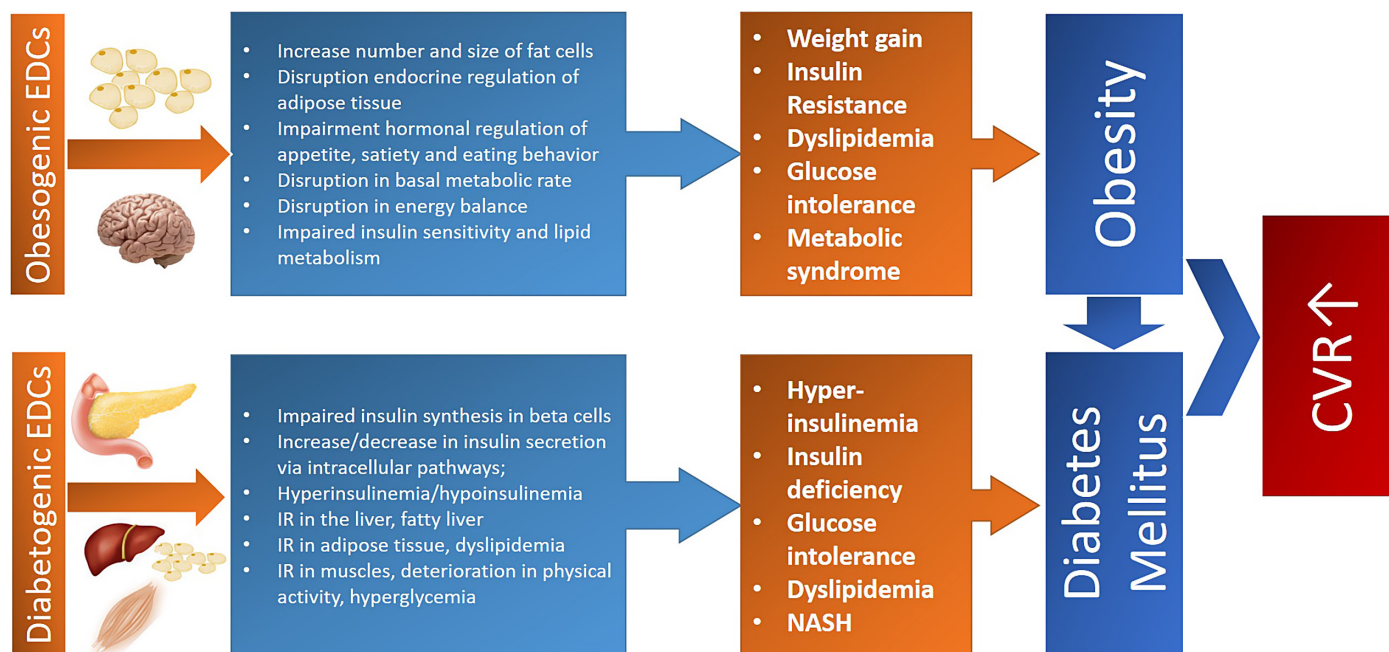 Obesogenic EDCs
• Increase number and size of fat cells
• Disruption endocrine regulation of
adipose tissue
• Impairment hormonal regulation of
appetite, satiety and eating behavior
• Disruption in basal metabolic rate
• Disruption in energy balance
• Impaired insulin sensitivity and lipid
metabolism
• Weight gain
• Insulin
Resistance
• Dyslipidemia
• Glucose
intolerance
• Metabolic
syndrome
Obesity
Diabetogenic EDCs
• Impaired insulin synthesis in beta cells
• Increase/decrease in insulin secretion
via intracellular pathways;
• Hyperinsulinemia/hypoinsulinemia
• IR in the liver, fatty liver
• IR in adipose tissue, dyslipidemia
• IR in muscles, deterioration in physical
activity, hyperglycemia
• Hyper-
insulinemia
• Insulin
deficiency
• Glucose
intolerance
• Dyslipidemia
• NASH
Diabetes
Mellitus
CVR ↑